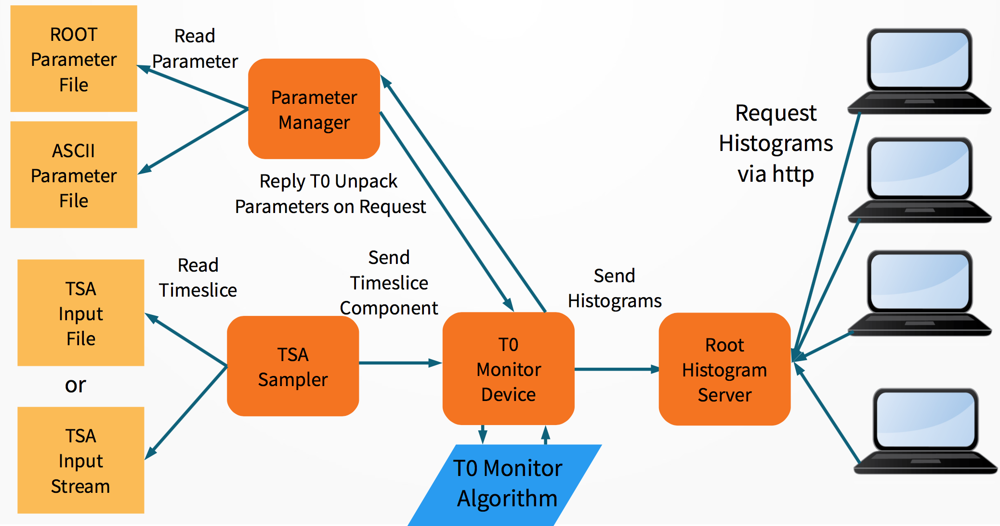 ROOT
Parameter
File
Read
Parameter
Parameter
Manager
ASCII
Parameter
File
Reply T0 Unpack
Parameters on Request
Request
Histograms
via http
TSA
Input
File
Read
Timeslice
Send
Timeslice
Component
Send
Histograms
or
TSA
Sampler
T0
Monitor
Device
Root
Histogram
Server
TSA
Input
Stream
T0 Monitor
Algorithm